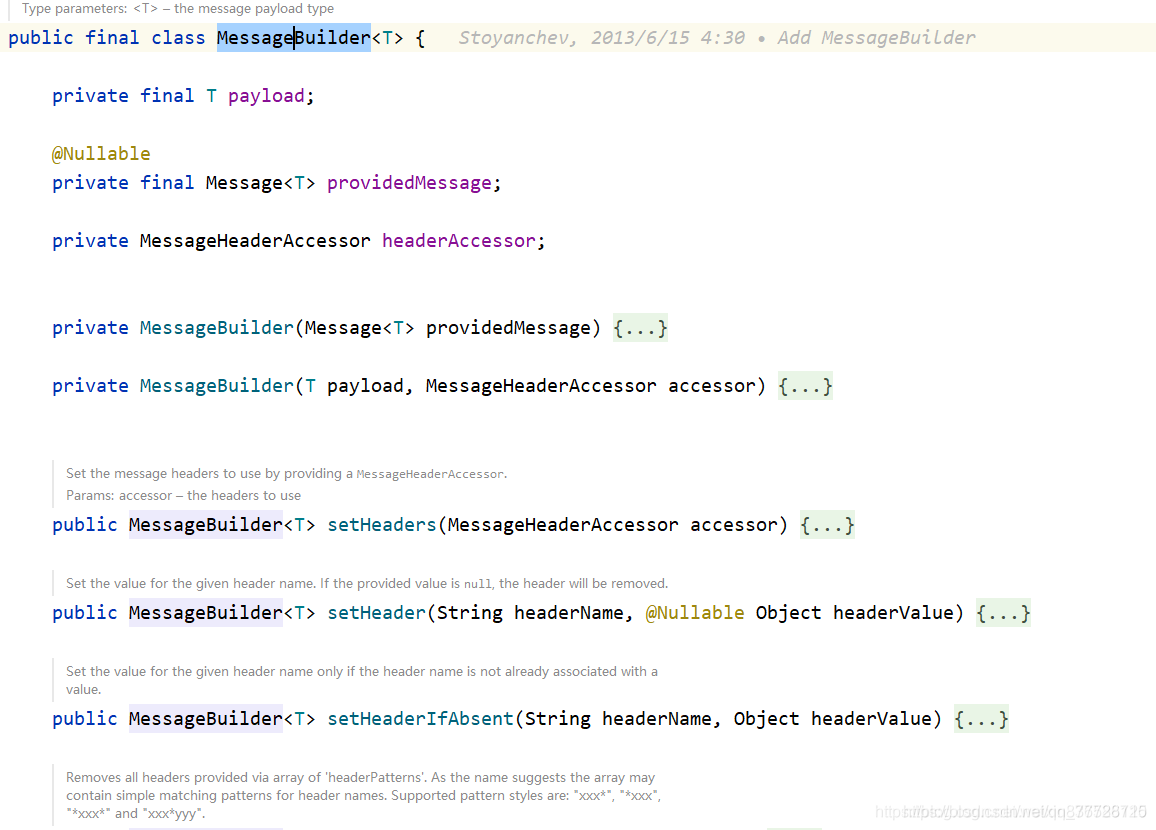 Type parameters: <T> – the message payload type
public final class MessageBuilder<T> {   Stoyanchev, 2013/6/15 4:30 • Add MessageBuilder
private final T payload;
@Nullable
private final Message<T> providedMessage;
private MessageHeaderAccessor headerAccessor;
private MessageBuilder(Message<T> providedMessage) {...}
private MessageBuilder(T payload, MessageHeaderAccessor accessor) {...}
Set the message headers to use by providing a MessageHeaderAccessor.
Params: accessor – the headers to use
public MessageBuilder<T> setHeaders(MessageHeaderAccessor accessor) {...}
Set the value for the given header name. If the provided value is null, the header will be removed.
public MessageBuilder<T> setHeader(String headerName, @Nullable Object headerValue) {...}
Set the value for the given header name only if the header name is not already associated with a
value.
public MessageBuilder<T> setHeaderIfAbsent(String headerName, Object headerValue) {...}
Removes all headers provided via array of 'headerPatterns'. As the name suggests the array may
contain simple matching patterns for header names. Supported pattern styles are: "xxx*", "*xxx",
"*xxx*" and "xxx*yyy".